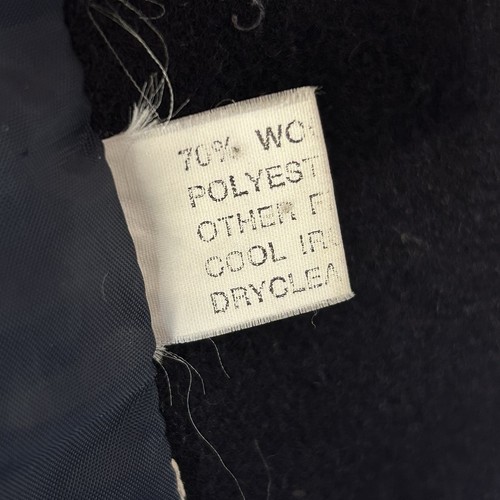 70% WO
POLYEST
OTHER F
COOL IR
DRYCLEA